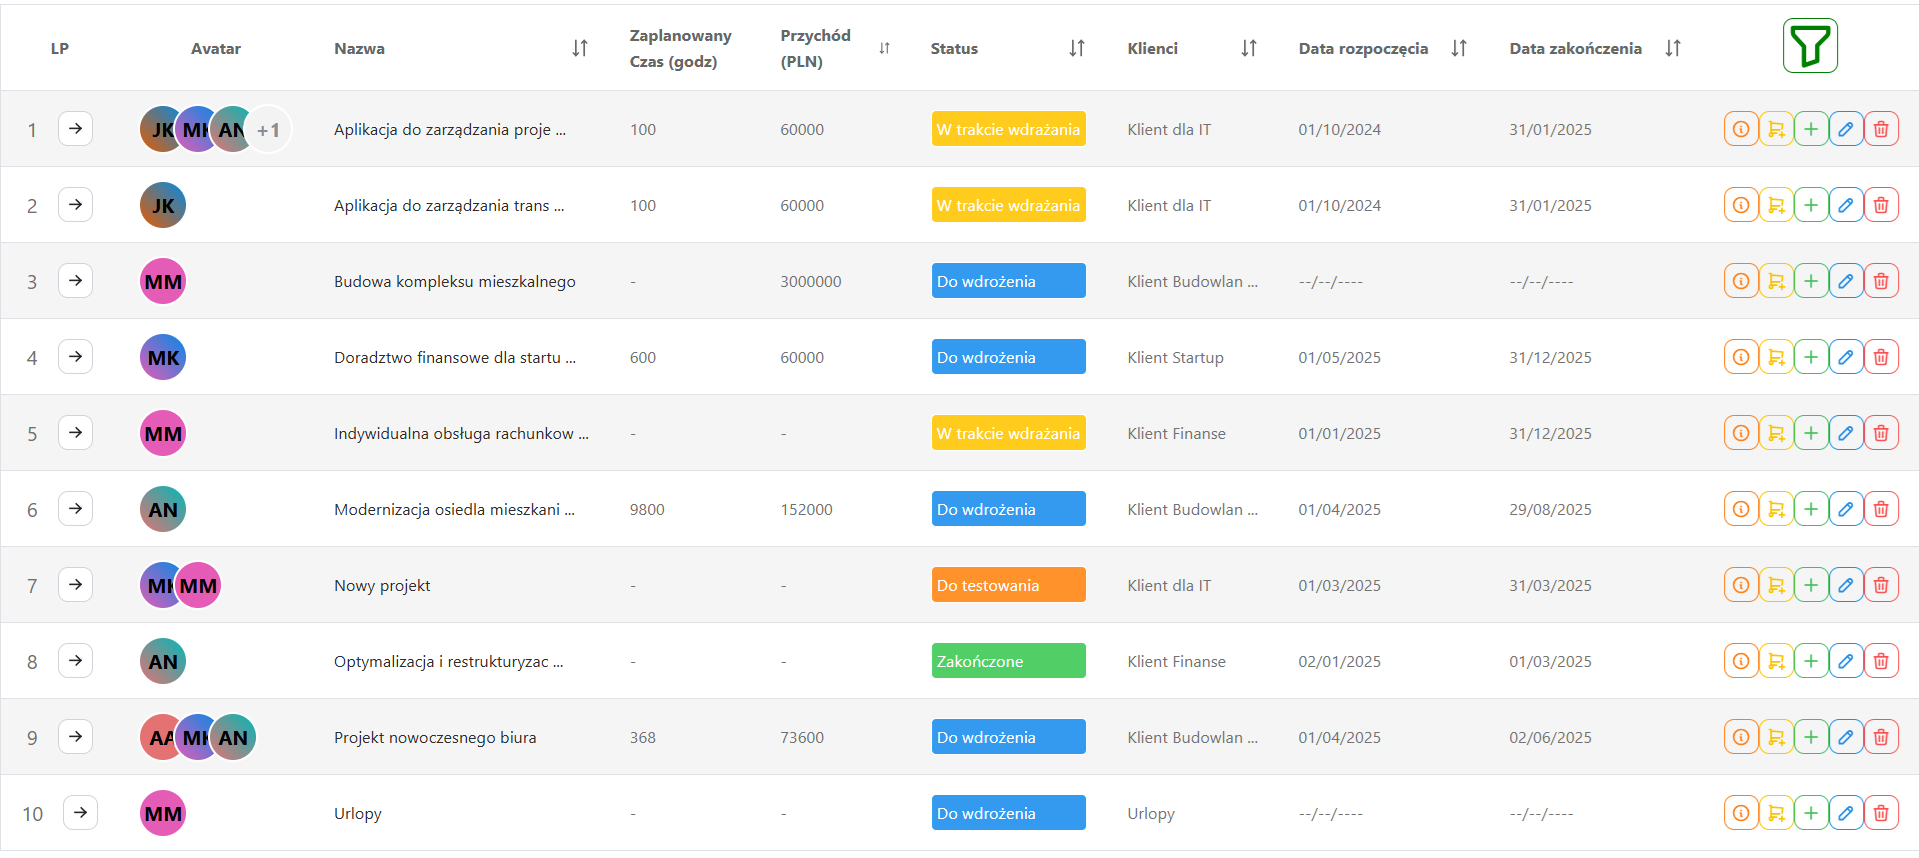 LP Avatar Nazwa Zaplanowany Czas (godz) Przychód (PLN) Status Klienci Data rozpoczęcia Data zakończenia
1 JK MK AN +1 Aplikacja do zarządzania proje ... 100 60000 W trakcie wdrażania Klient dla IT 01/10/2024 31/01/2025
2 JK Aplikacja do zarządzania trans ... 100 60000 W trakcie wdrażania Klient dla IT 01/10/2024 31/01/2025
3 MM Budowa kompleksu mieszkalnego - 3000000 Do wdrożenia Klient Budowlan ... --/--/---- --/--/----
4 MK Doradztwo finansowe dla startu ... 600 60000 Do wdrożenia Klient Startup 01/05/2025 31/12/2025
5 MM Indywidualna obsługa rachunkow ... - - W trakcie wdrażania Klient Finanse 01/01/2025 31/12/2025
6 AN Modernizacja osiedla mieszkani ... 9800 152000 Do wdrożenia Klient Budowlan ... 01/04/2025 29/08/2025
7 MK MM Nowy projekt - - Do testowania Klient dla IT 01/03/2025 31/03/2025
8 AN Optymalizacja i restrukturyzac ... - - Zakończone Klient Finanse 02/01/2025 01/03/2025
9 AA MK AN Projekt nowoczesnego biura 368 73600 Do wdrożenia Klient Budowlan ... 01/04/2025 02/06/2025
10 MM Urlopy - - Do wdrożenia Urlopy --/--/---- --/--/----